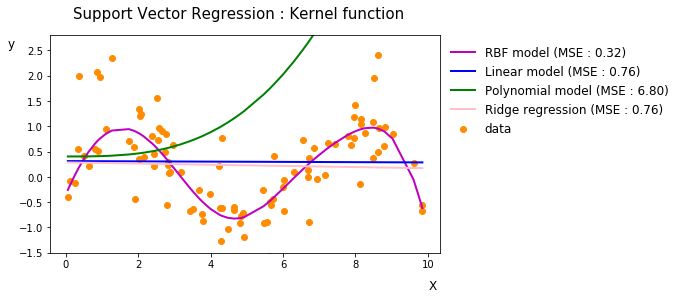 Support Vector Regression : Kernel function
y
2.5
2.0
1.5
1.0
0.5
0.0
−0.5
−1.0
−1.5
0 2 4 6 8 10
X
RBF model (MSE : 0.32)
Linear model (MSE : 0.76)
Polynomial model (MSE : 6.80)
Ridge regression (MSE : 0.76)
data